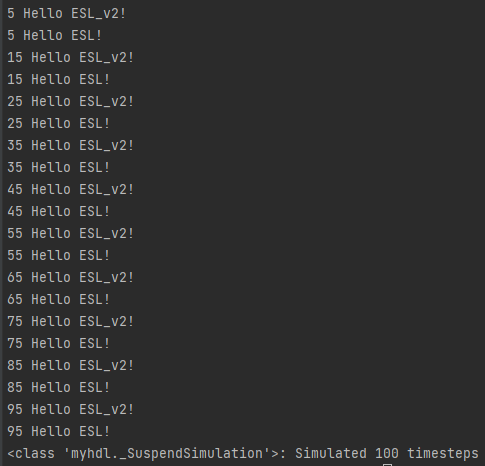 5 Hello ESL_v2!
5 Hello ESL!
15 Hello ESL_v2!
15 Hello ESL!
25 Hello ESL_v2!
25 Hello ESL!
35 Hello ESL_v2!
35 Hello ESL!
45 Hello ESL_v2!
45 Hello ESL!
55 Hello ESL_v2!
55 Hello ESL!
65 Hello ESL_v2!
65 Hello ESL!
75 Hello ESL_v2!
75 Hello ESL!
85 Hello ESL_v2!
85 Hello ESL!
95 Hello ESL_v2!
95 Hello ESL!
<class 'myhdl._SuspendSimulation'>: Simulated 100 timesteps